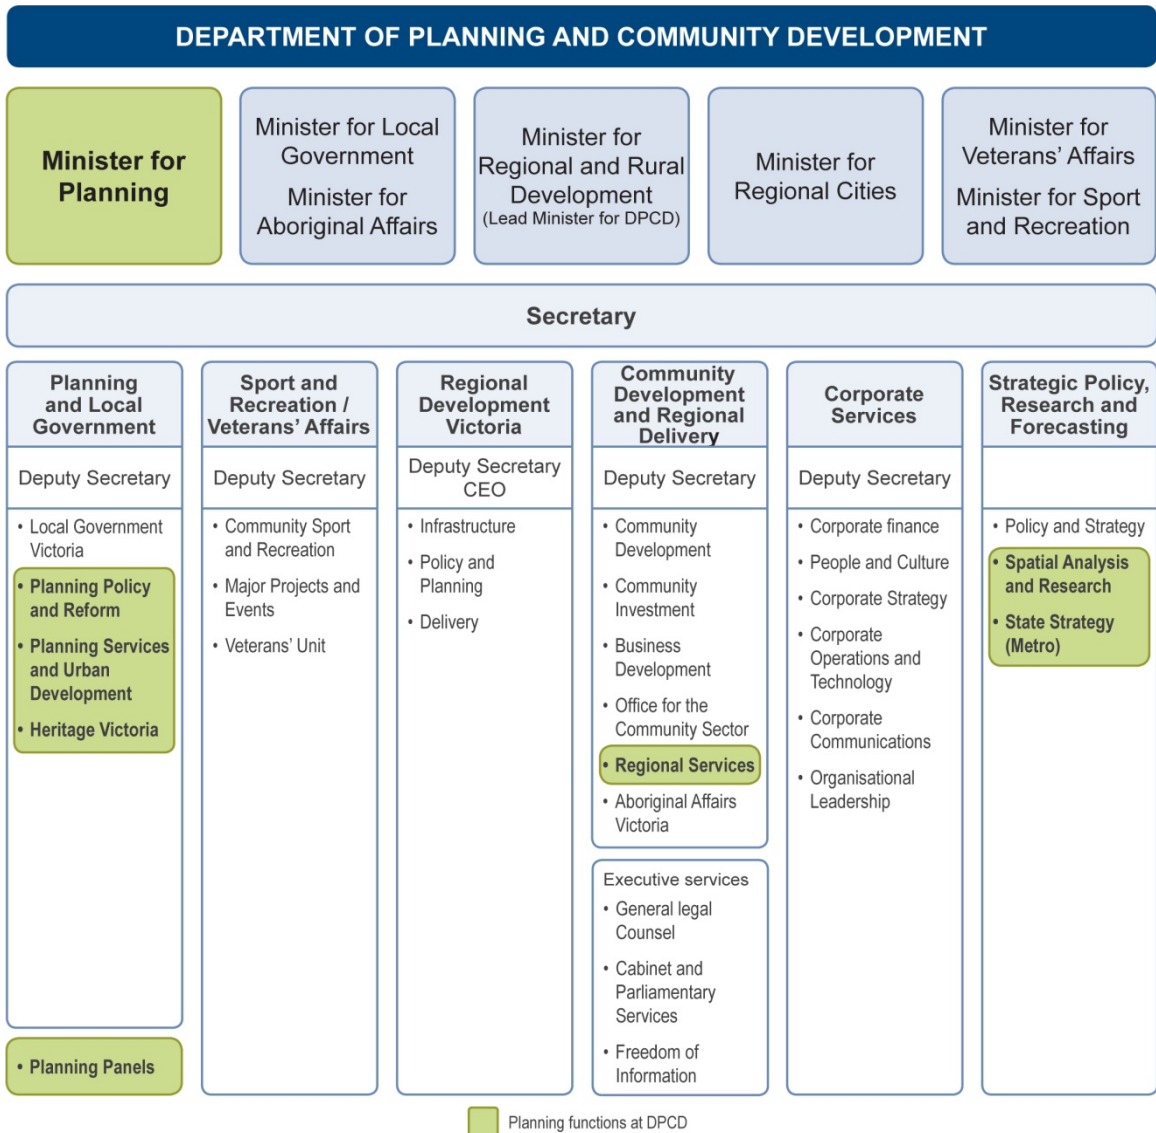 DEPARTMENT OF PLANNING AND COMMUNITY DEVELOPMENT
Minister for
Planning
Minister for Local
Government
Minister for
Aboriginal Affairs
Minister for
Regional and Rural
Development
(Lead Minister for DPCD)
Minister for
Regional Cities
Minister for
Veterans’ Affairs
Minister for Sport
and Recreation
Secretary
Planning
and Local
Government
Deputy Secretary
• Local Government
Victoria
• Planning Policy
and Reform
• Planning Services
and Urban
Development
• Heritage Victoria
• Planning Panels
Sport and
Recreation /
Veterans’ Affairs
Deputy Secretary
• Community Sport
and Recreation
• Major Projects and
Events
• Veterans’ Unit
Regional
Development
Victoria
Deputy Secretary
CEO
• Infrastructure
• Policy and
Planning
• Delivery
Community
Development
and Regional
Delivery
Deputy Secretary
• Community
Development
• Community
Investment
• Business
Development
• Office for the
Community Sector
• Regional Services
• Aboriginal Affairs
Victoria
Executive services
• General legal
Counsel
• Cabinet and
Parliamentary
Services
• Freedom of
Information
Corporate
Services
Deputy Secretary
• Corporate finance
• People and Culture
• Corporate Strategy
• Corporate
Operations and
Technology
• Corporate
Communications
• Organisational
Leadership
Strategic Policy,
Research and
Forecasting
• Policy and Strategy
• Spatial Analysis
and Research
• State Strategy
(Metro)
Planning functions at DPCD